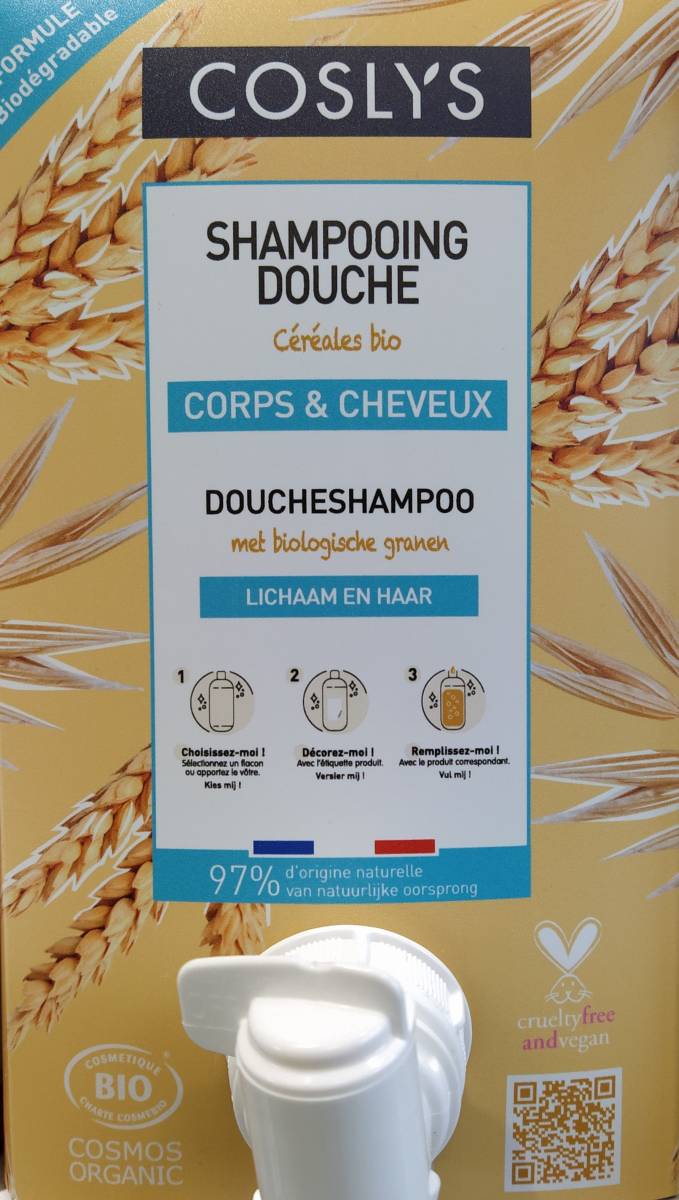 FORMULE
Biodégradable
COSLYS
SHAMPOOING
DOUCHE
Céréales bio
CORPS & CHEVEUX
DOUCHESHAMPOO
met biologische granen
LICHAAM EN HAAR
1
2
3
Choisissez-moi !
Sélectionnez un flacon
ou apportez le vôtre.
Kies mij !
Décorez-moi !
Avec l'étiquette produit.
Versier mij !
Remplissez-moi !
Avec le produit correspondant.
Vul mij !
97% d'origine naturelle
van natuurlijke oorsprong
crueltyfree
andvegan
COSMETIQUE
BIO
CHARTE COSMEBIO
COSMOS
ORGANIC